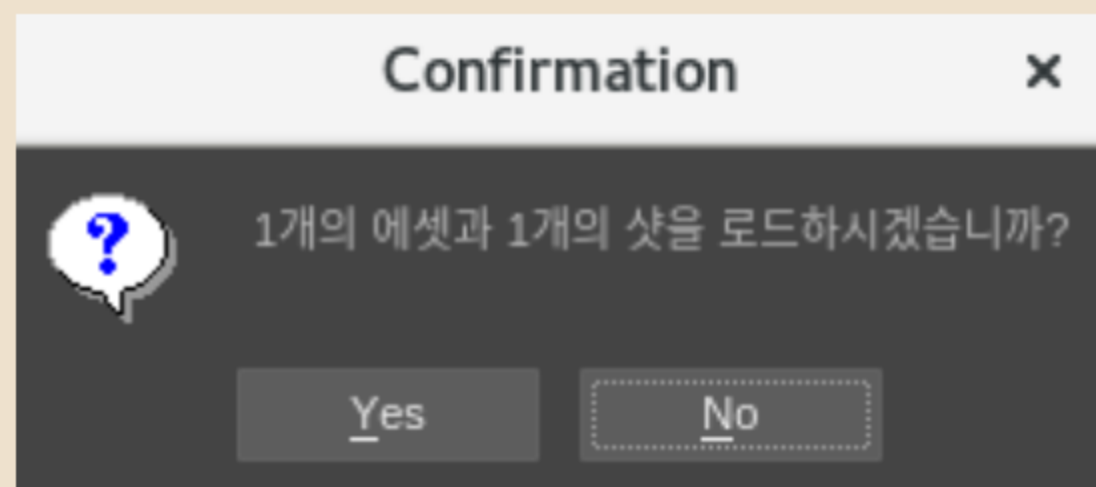 Confirmation ×
1개의 에셋과 1개의 샷을 로드하시겠습니까?
Yes No